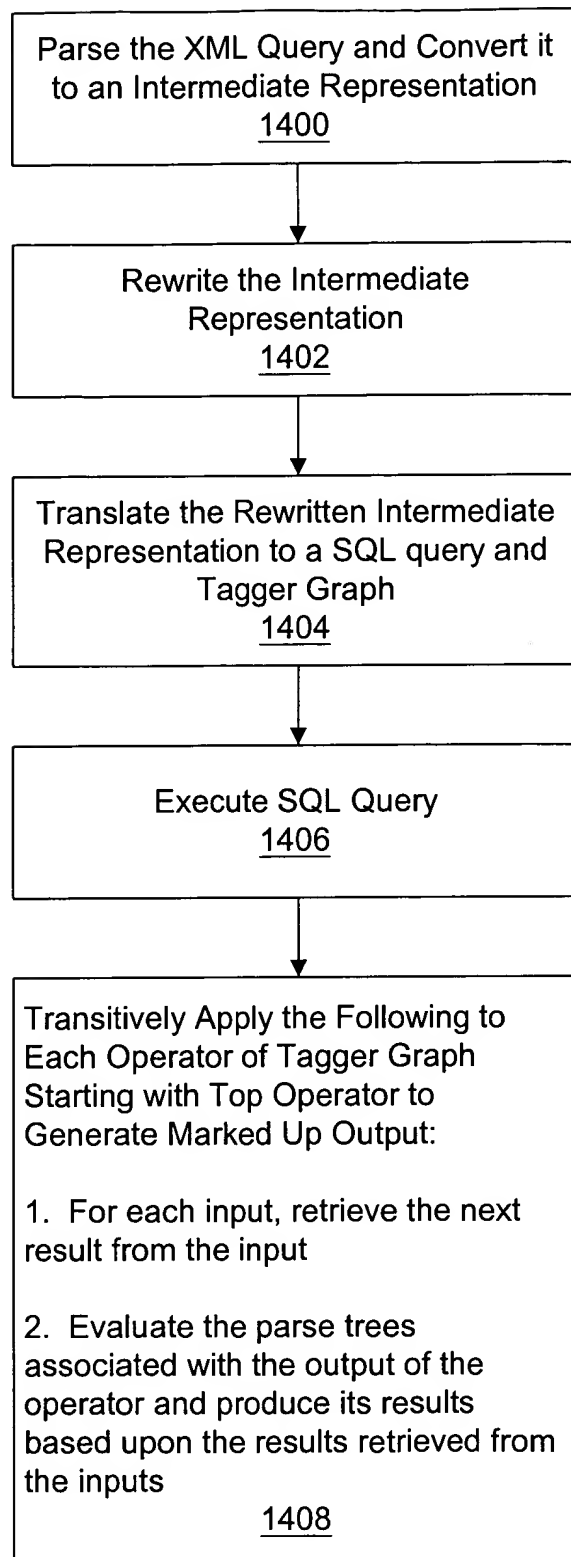 Parse the XML Query and Convert it
to an Intermediate Representation
1400
Rewrite the Intermediate
Representation
1402
Translate the Rewritten Intermediate
Representation to a SQL query and
Tagger Graph
1404
Execute SQL Query
1406
Transitively Apply the Following to
Each Operator of Tagger Graph
Starting with Top Operator to
Generate Marked Up Output:
1. For each input, retrieve the next
result from the input
2. Evaluate the parse trees
associated with the output of the
operator and produce its results
based upon the results retrieved from
the inputs
1408